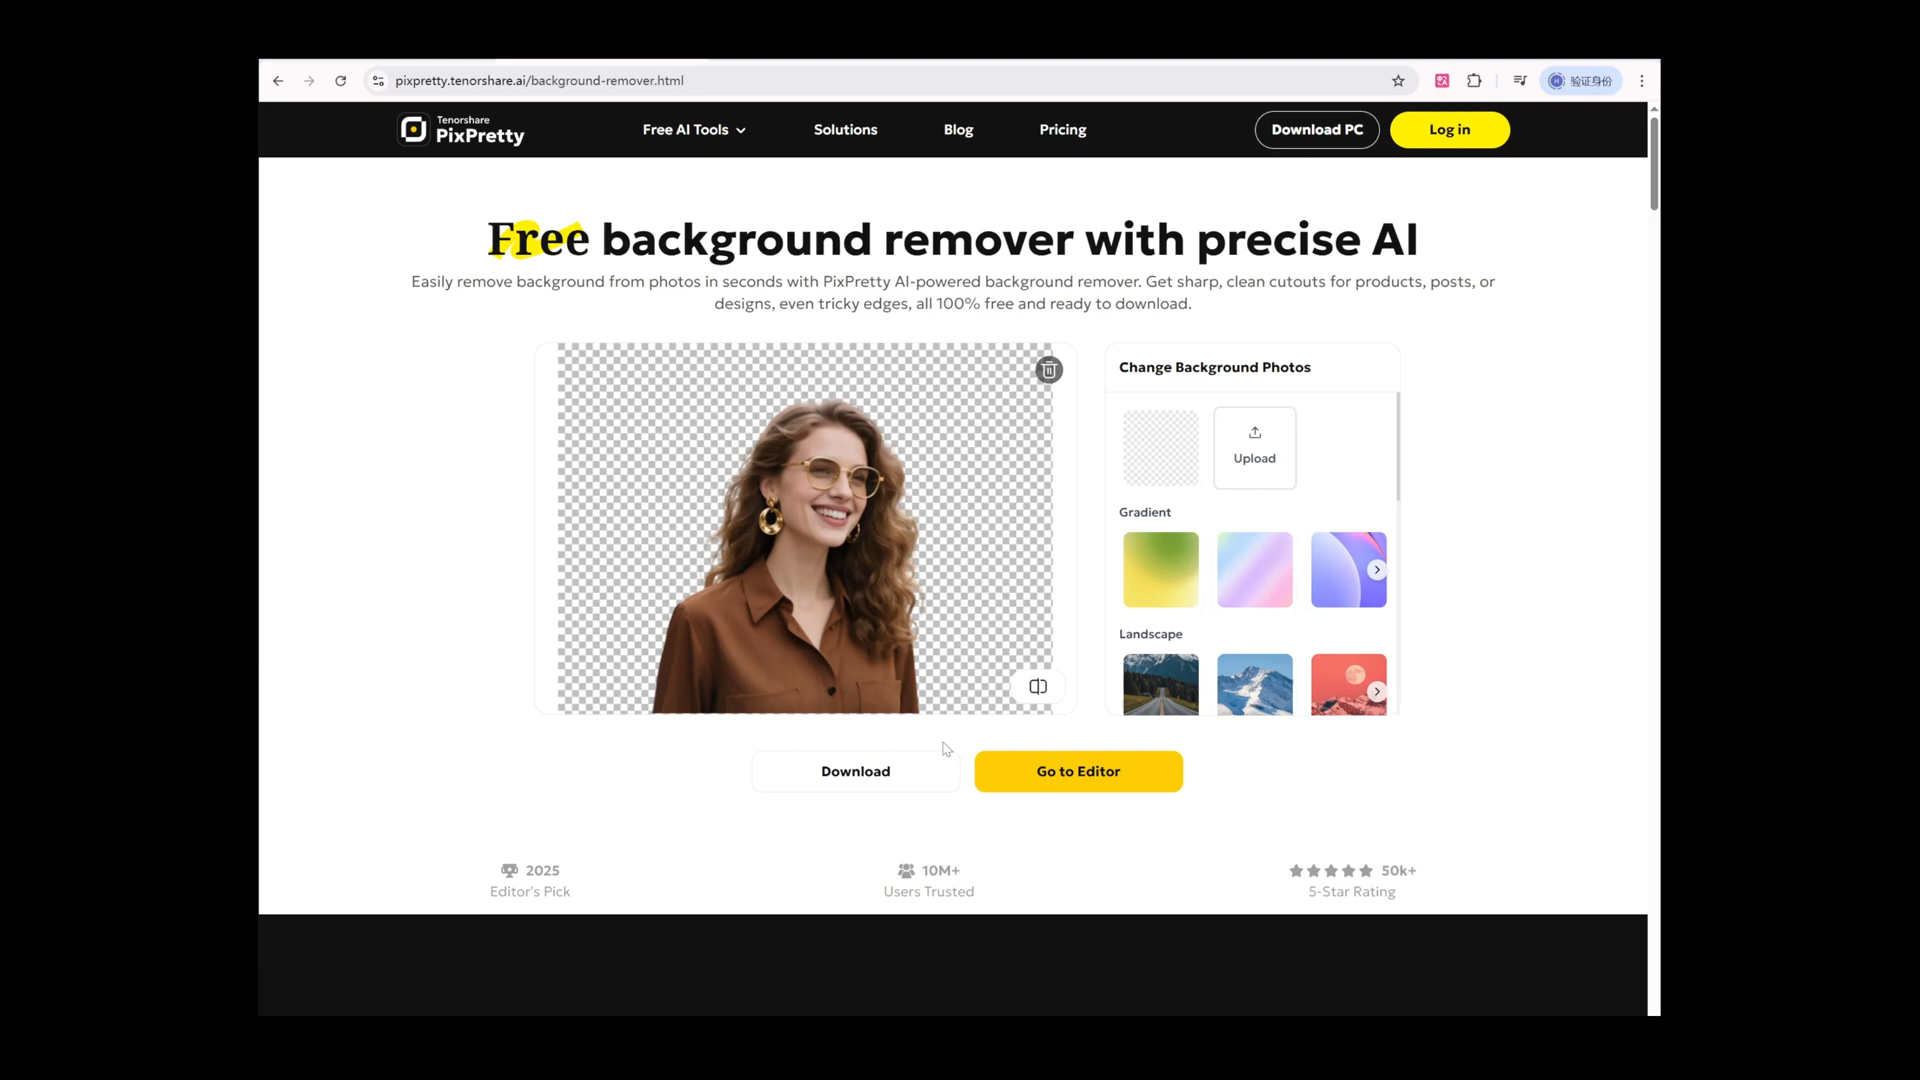 pixpretty.tenorshare.ai/background-remover.html
验证身份
Tenorshare
PixPretty
Free AI Tools
Solutions
Blog
Pricing
Download PC
Log in
Free background remover with precise AI
Easily remove background from photos in seconds with PixPretty AI-powered background remover. Get sharp, clean cutouts for products, posts, or
designs, even tricky edges, all 100% free and ready to download.
Change Background Photos
Upload
Gradient
Landscape
Download
Go to Editor
2025
Editor's Pick
10M+
Users Trusted
50k+
5-Star Rating